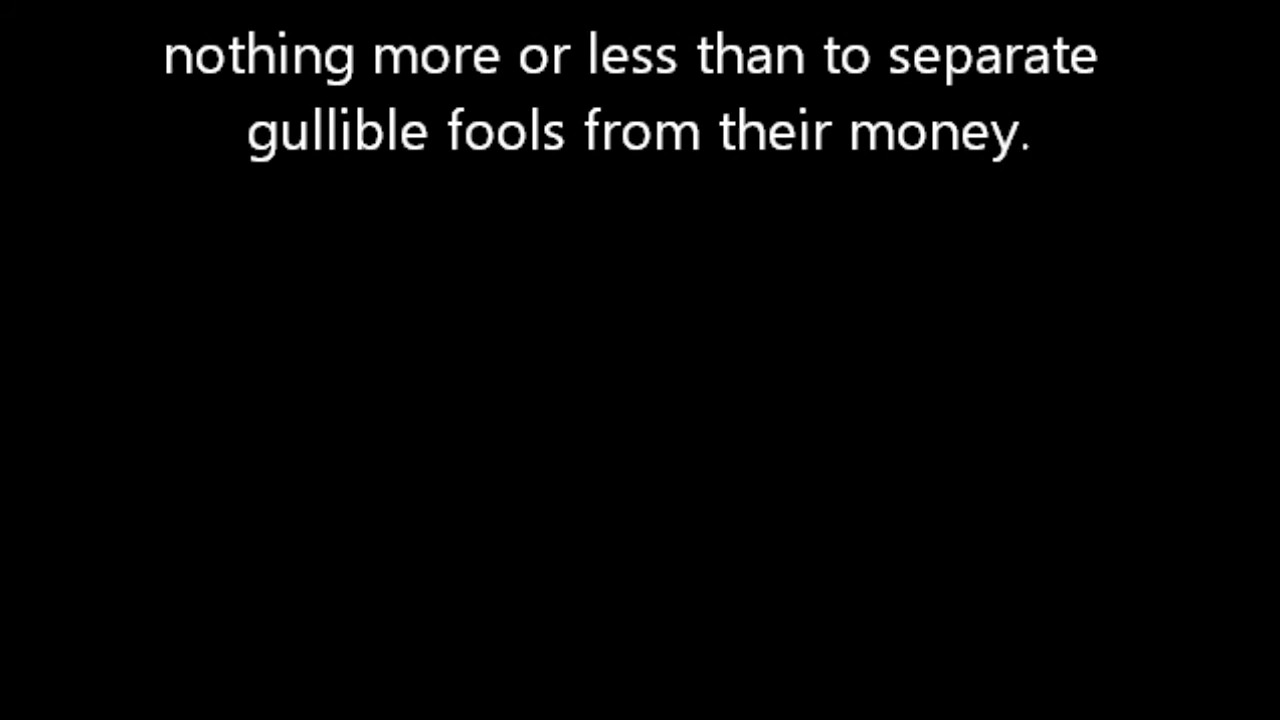 nothing more or less than to separate
gullible fools from their money.